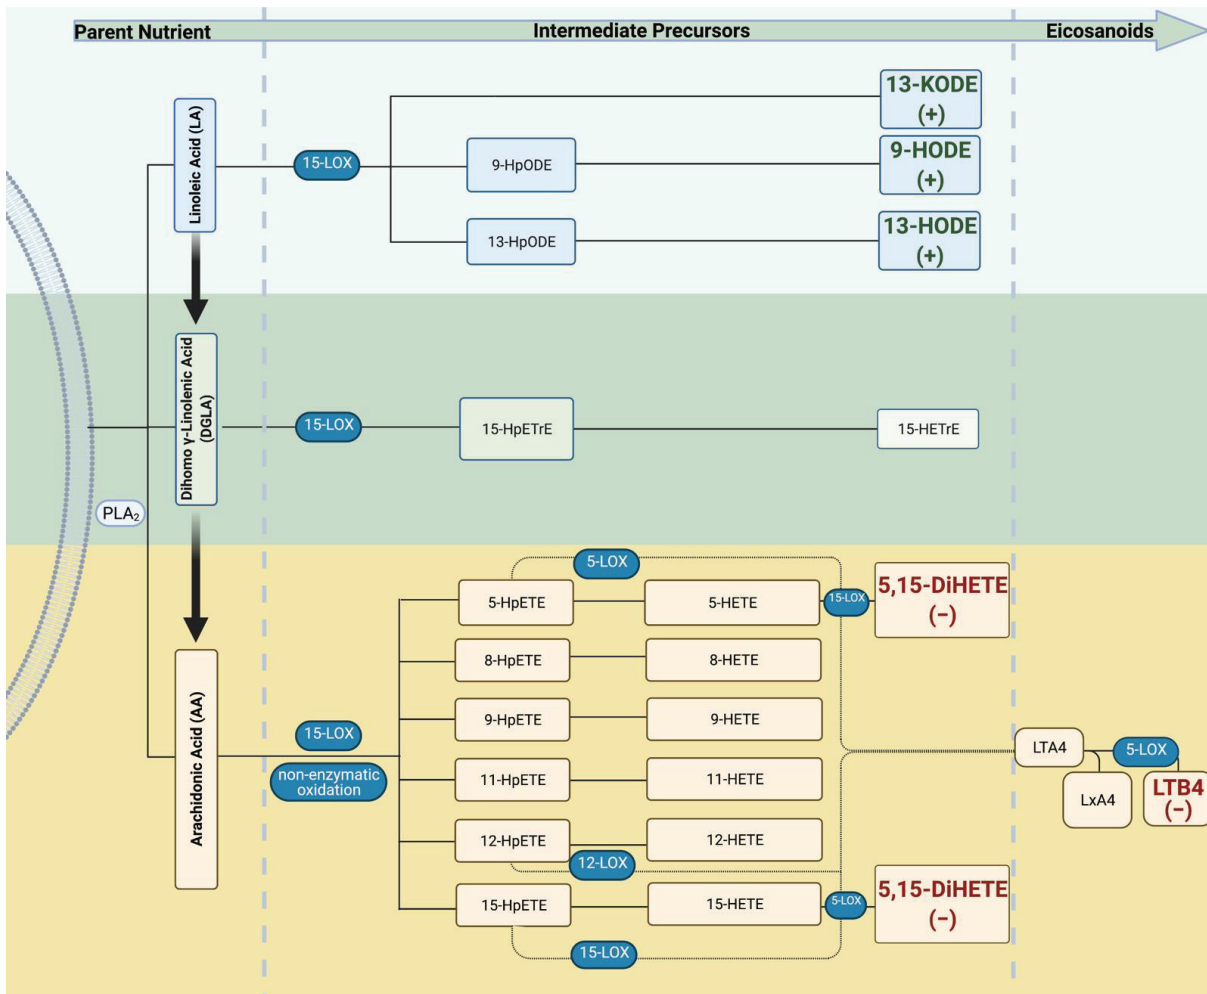 Parent Nutrient
Intermediate Precursors
Eicosanoids
Linoleic Acid (LA)
15-LOX
13-KODE
(+)
9-HpODE
9-HODE
(+)
13-HpODE
13-HODE
(+)
Dihomo γ-Linolenic Acid
(DGLA)
15-LOX
15-HpETrE
15-HETrE
PLA₂
Arachidonic Acid (AA)
15-LOX
non-enzymatic
oxidation
5-LOX
5-HpETE
5-HETE
15-LOX
5,15-DiHETE
(−)
8-HpETE
8-HETE
9-HpETE
9-HETE
11-HpETE
11-HETE
12-HpETE
12-HETE
12-LOX
15-HpETE
15-HETE
5-LOX
5,15-DiHETE
(−)
15-LOX
LTA4
5-LOX
LxA4
LTB4
(−)